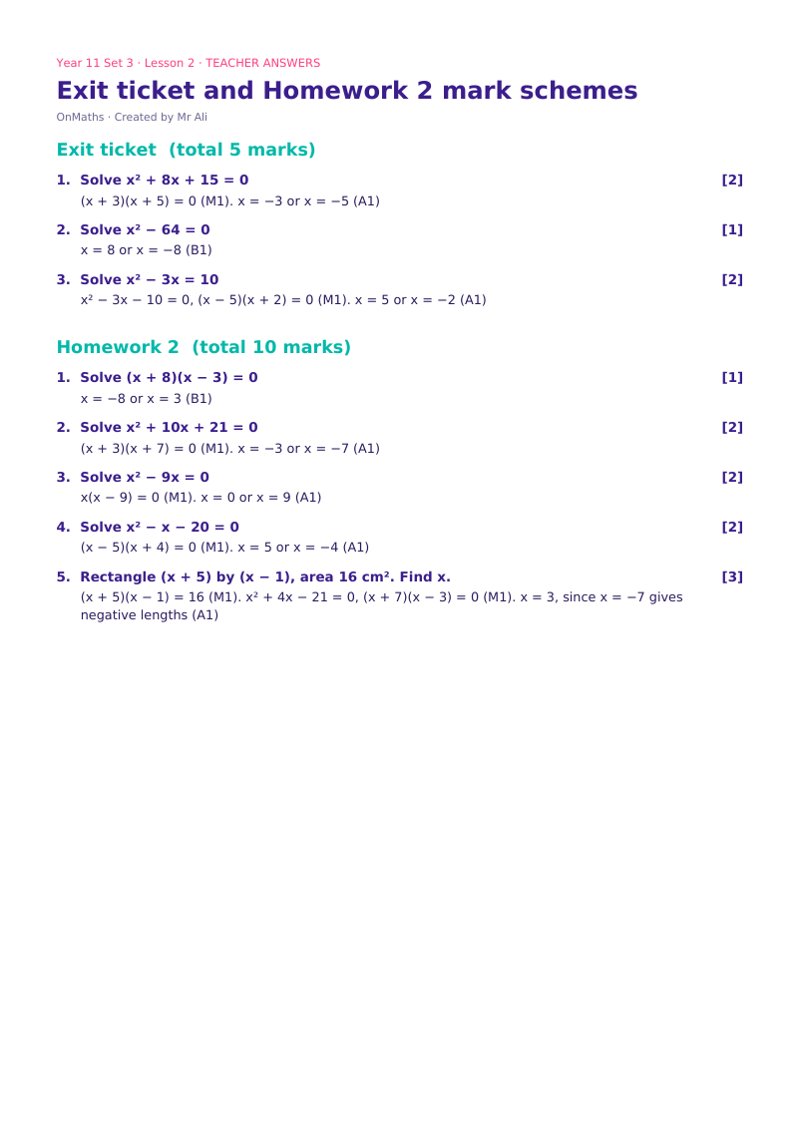 Year 11 Set 3 · Lesson 2 · TEACHER ANSWERS
Exit ticket and Homework 2 mark schemes
OnMaths · Created by Mr Ali
Exit ticket (total 5 marks)
1. Solve x² + 8x + 15 = 0 [2]
(x + 3)(x + 5) = 0 (M1). x = −3 or x = −5 (A1)
2. Solve x² − 64 = 0 [1]
x = 8 or x = −8 (B1)
3. Solve x² − 3x = 10 [2]
x² − 3x − 10 = 0, (x − 5)(x + 2) = 0 (M1). x = 5 or x = −2 (A1)
Homework 2 (total 10 marks)
1. Solve (x + 8)(x − 3) = 0 [1]
x = −8 or x = 3 (B1)
2. Solve x² + 10x + 21 = 0 [2]
(x + 3)(x + 7) = 0 (M1). x = −3 or x = −7 (A1)
3. Solve x² − 9x = 0 [2]
x(x − 9) = 0 (M1). x = 0 or x = 9 (A1)
4. Solve x² − x − 20 = 0 [2]
(x − 5)(x + 4) = 0 (M1). x = 5 or x = −4 (A1)
5. Rectangle (x + 5) by (x − 1), area 16 cm². Find x. [3]
(x + 5)(x − 1) = 16 (M1). x² + 4x − 21 = 0, (x + 7)(x − 3) = 0 (M1). x = 3, since x = −7 gives
negative lengths (A1)